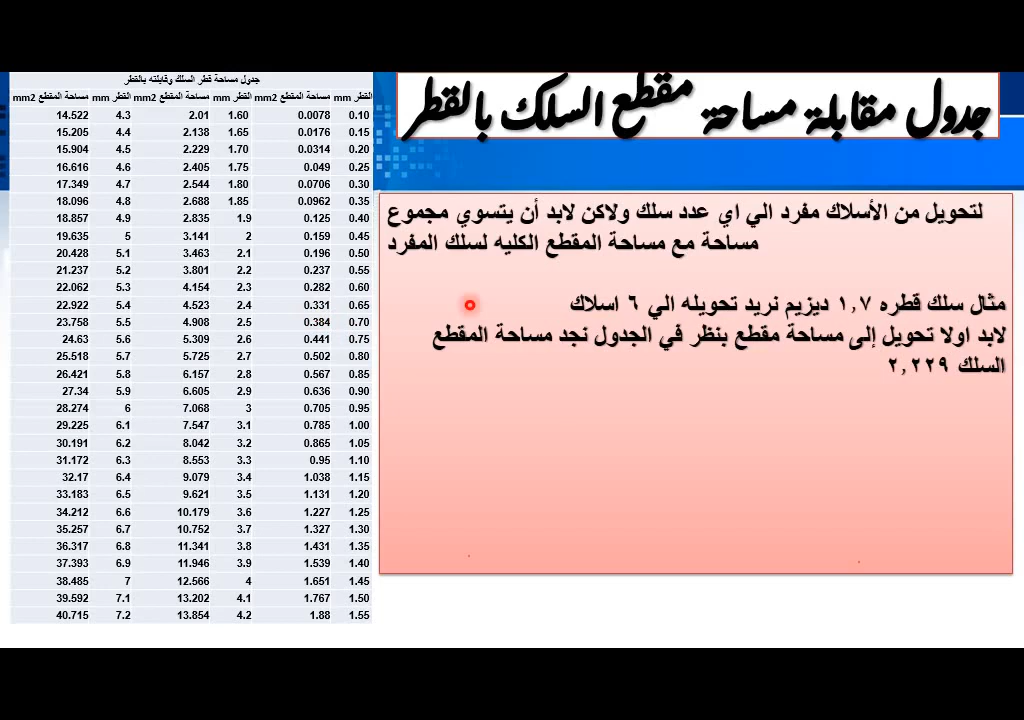 جدول مقابلة مساحة مقطع السلك بالقطر
لتحويل من الأسلاك مفرد الي اي عدد سلك ولاكن لابد أن يتسوي مجموع
مساحة مع مساحة المقطع الكليه لسلك المفرد
مثال سلك قطره ١,٧ ديزيم نريد تحويله الي ٦ اسلاك
لابد اولا تحويل إلى مساحة مقطع بنظر في الجدول نجد مساحة المقطع
السلك ٢,٢٢٩
جدول مساحة قطر السلك وقابلته بالقطر
القطر mm مساحة المقطع mm2 القطر mm مساحة المقطع mm2 القطر mm مساحة المقطع mm2
0.10 0.0078 1.60 2.01 4.3 14.522
0.15 0.0176 1.65 2.138 4.4 15.205
0.20 0.0314 1.70 2.229 4.5 15.904
0.25 0.049 1.75 2.405 4.6 16.616
0.30 0.0706 1.80 2.544 4.7 17.349
0.35 0.0962 1.85 2.688 4.8 18.096
0.40 0.125 1.9 2.835 4.9 18.857
0.45 0.159 2 3.141 5 19.635
0.50 0.196 2.1 3.463 5.1 20.428
0.55 0.237 2.2 3.801 5.2 21.237
0.60 0.282 2.3 4.154 5.3 22.062
0.65 0.331 2.4 4.523 5.4 22.922
0.70 0.384 2.5 4.908 5.5 23.758
0.75 0.441 2.6 5.309 5.6 24.63
0.80 0.502 2.7 5.725 5.7 25.518
0.85 0.567 2.8 6.157 5.8 26.421
0.90 0.636 2.9 6.605 5.9 27.34
0.95 0.705 3 7.068 6 28.274
1.00 0.785 3.1 7.547 6.1 29.225
1.05 0.865 3.2 8.042 6.2 30.191
1.10 0.95 3.3 8.553 6.3 31.172
1.15 1.038 3.4 9.079 6.4 32.17
1.20 1.131 3.5 9.621 6.5 33.183
1.25 1.227 3.6 10.179 6.6 34.212
1.30 1.327 3.7 10.752 6.7 35.257
1.35 1.431 3.8 11.341 6.8 36.317
1.40 1.539 3.9 11.946 6.9 37.393
1.45 1.651 4 12.566 7 38.485
1.50 1.767 4.1 13.202 7.1 39.592
1.55 1.88 4.2 13.854 7.2 40.715